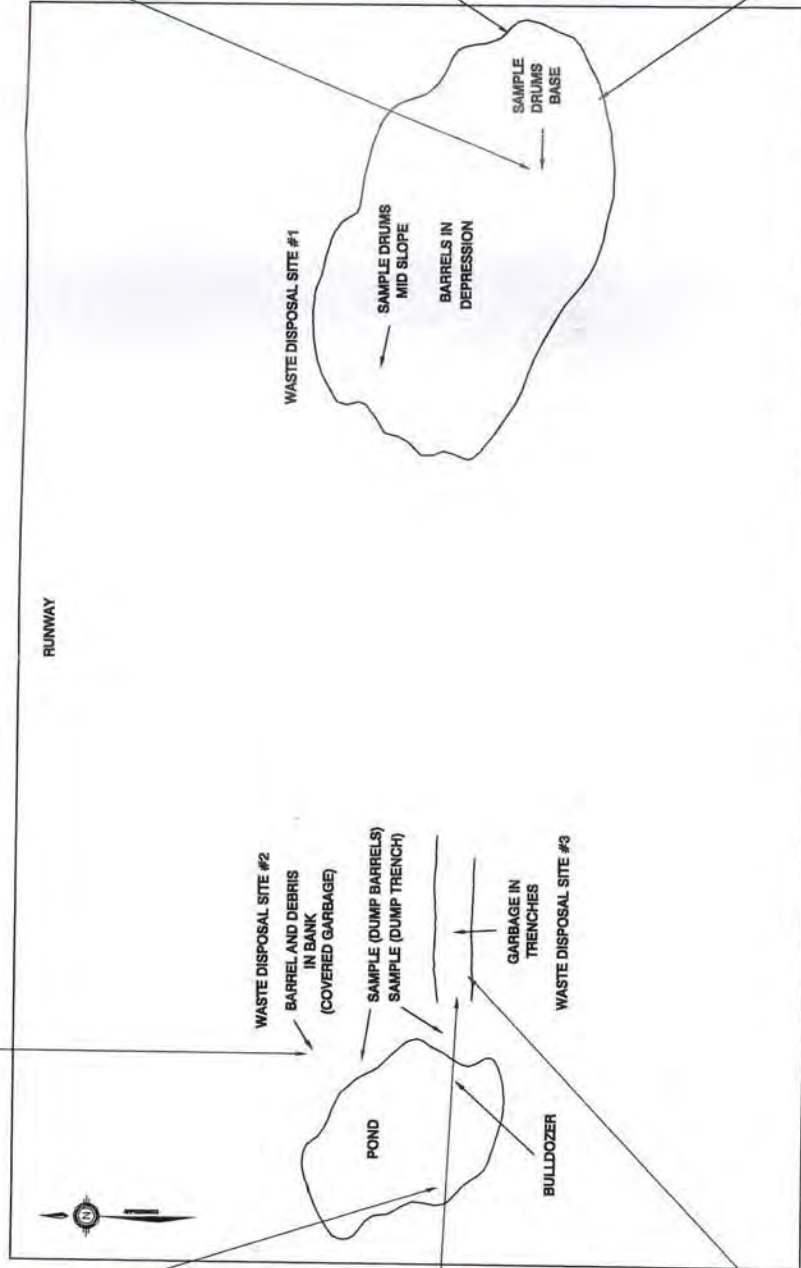 RUNWAY
WASTE DISPOSAL SITE #2
BARREL AND DEBRIS
IN BANK
(COVERED GARBAGE)
SAMPLE (DUMP BARRELS)
SAMPLE (DUMP TRENCH)
POND
BULLDOZER
GARBAGE IN
TRENCHES
WASTE DISPOSAL SITE #3
WASTE DISPOSAL SITE #1
SAMPLE DRUMS
MID SLOPE
BARRELS IN
DEPRESSION
SAMPLE
DRUMS
BASE
N